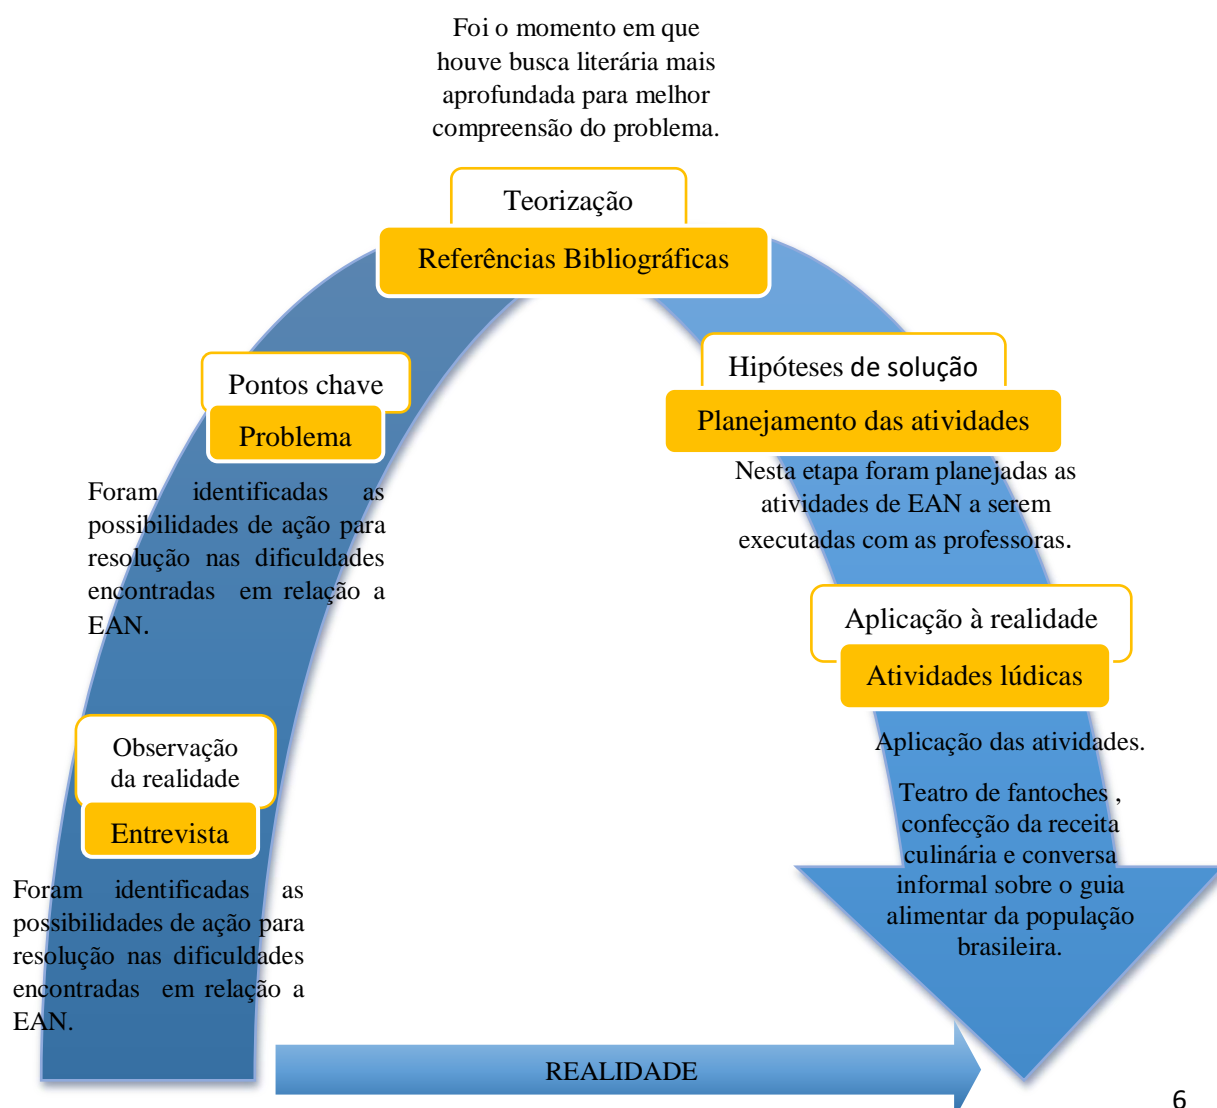 Foi o momento em que
houve busca literária mais
aprofundada para melhor
compreensão do problema.
Teorização
Referências Bibliográficas
Pontos chave
Problema
Foram identificadas as
possibilidades de ação para
resolução nas dificuldades
encontradas em relação a
EAN.
Observação
da realidade
Entrevista
Foram identificadas as
possibilidades de ação para
resolução nas dificuldades
encontradas em relação a
EAN.
Hipóteses de solução
Planejamento das atividades
Nesta etapa foram planejadas as
atividades de EAN a serem
executadas com as professoras.
Aplicação à realidade
Atividades lúdicas
Aplicação das atividades.
Teatro de fantoches ,
confecção da receita
culinária e conversa
informal sobre o guia
alimentar da população
brasileira.
REALIDADE
6